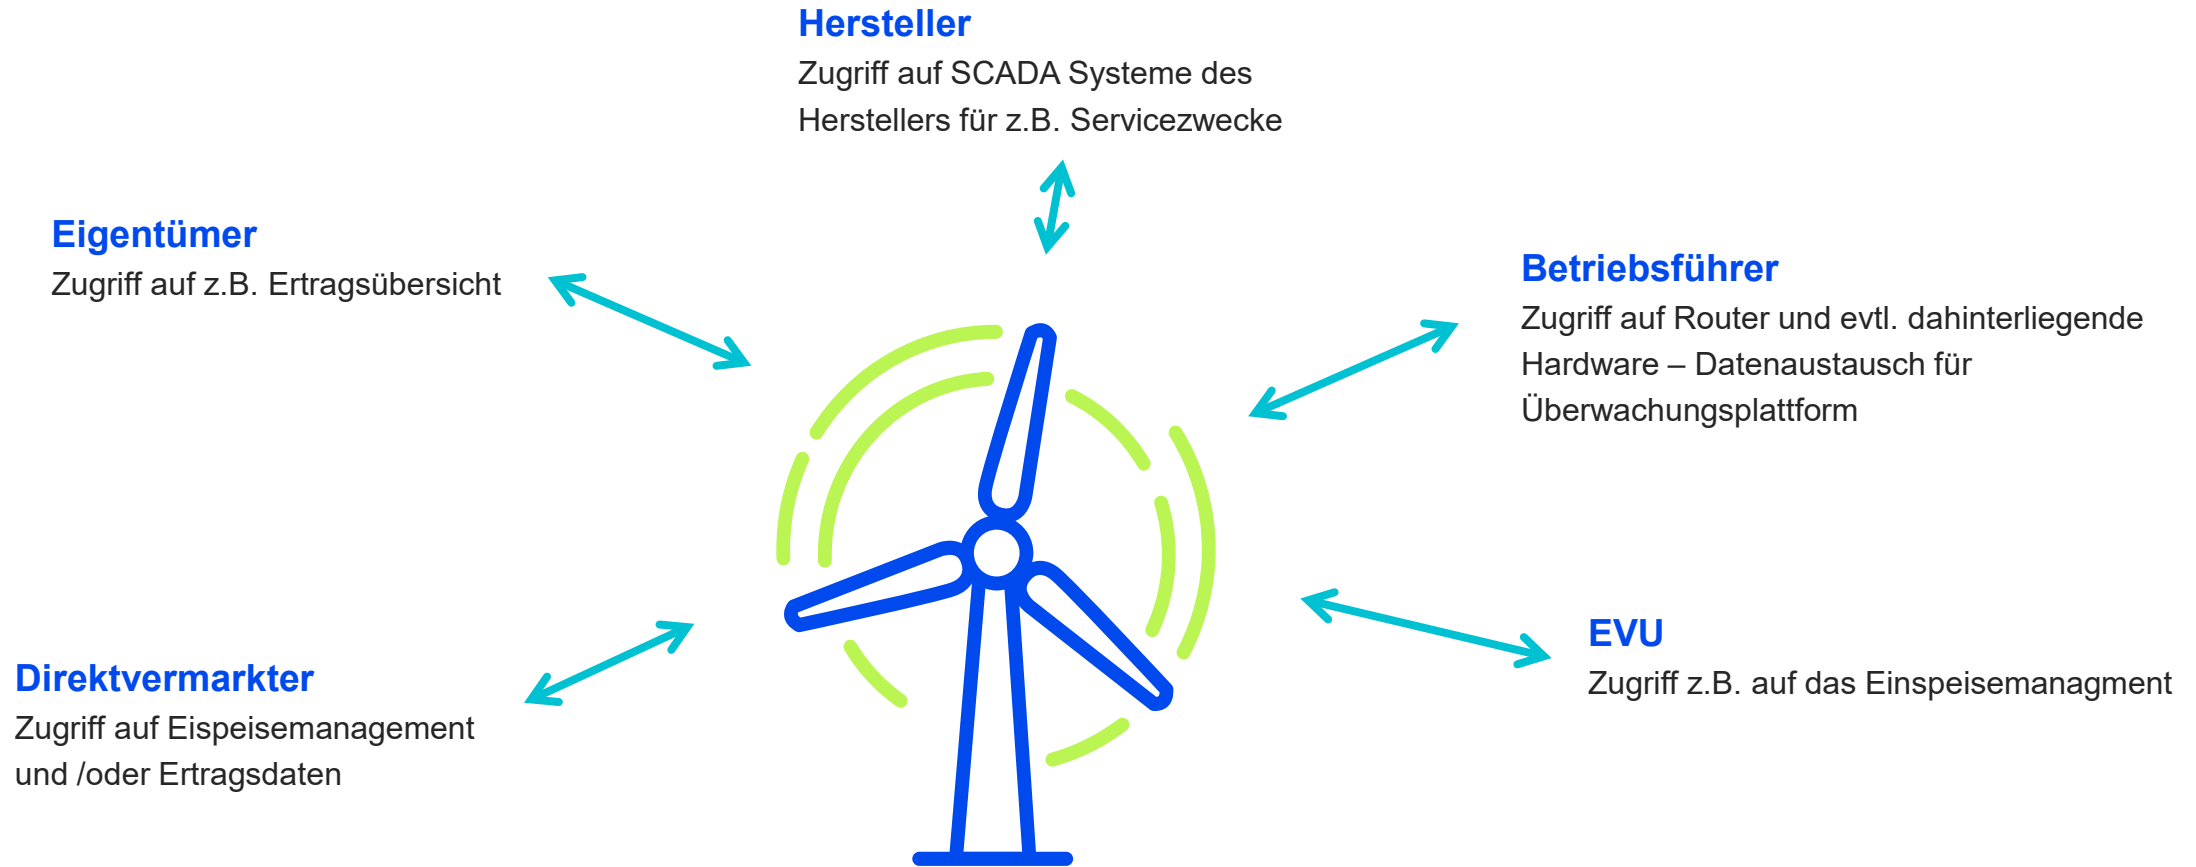 Hersteller
Zugriff auf SCADA Systeme des
Herstellers für z.B. Servicezwecke
Eigentümer
Zugriff auf z.B. Ertragsübersicht
Betriebsführer
Zugriff auf Router und evtl. dahinterliegende
Hardware – Datenaustausch für
Überwachungsplattform
EVU
Zugriff z.B. auf das Einspeisemanagment
Direktvermarkter
Zugriff auf Eispeisemanagement
und /oder Ertragsdaten